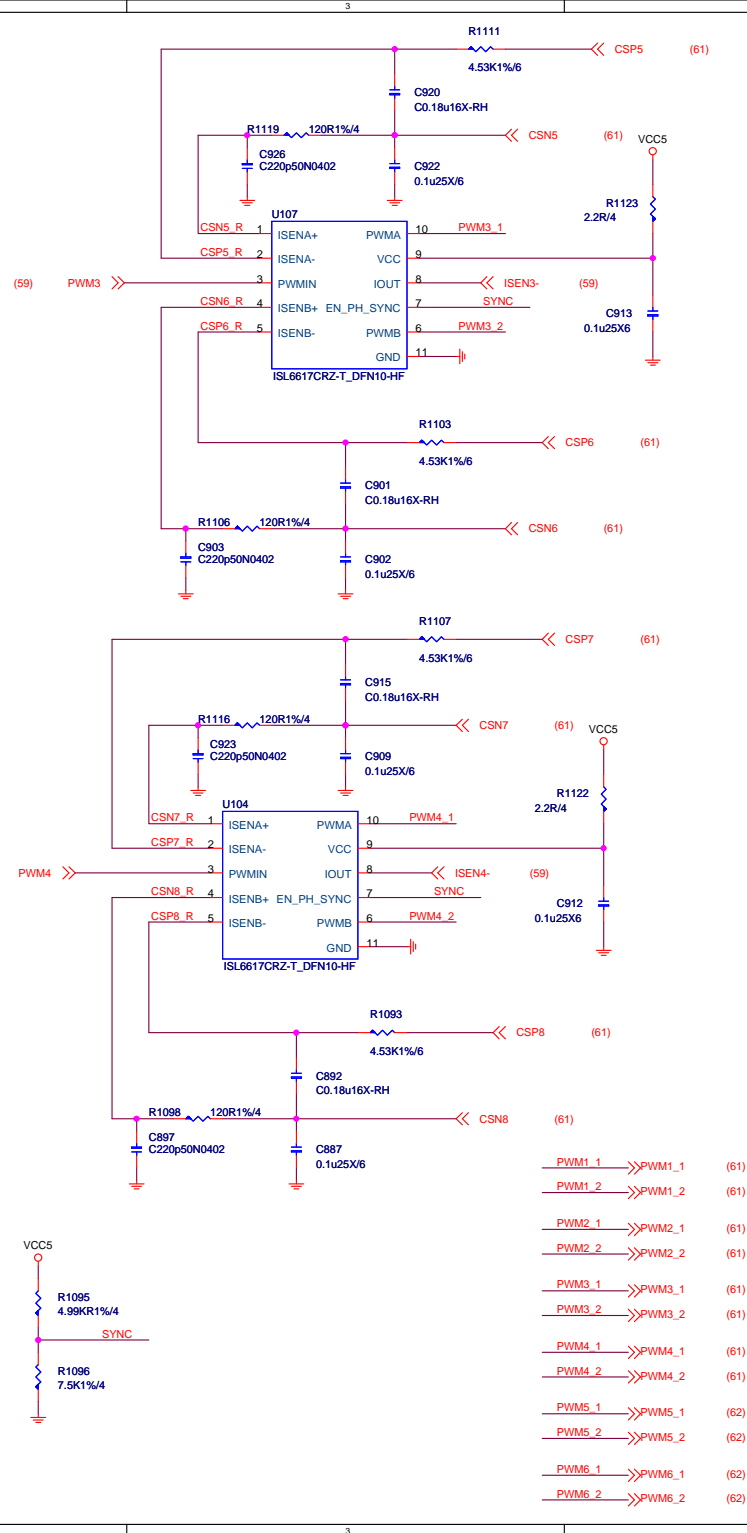 3
R1111
CSP5 (61)
4.53K1%/6
C920
C0.18u16X-RH
R1119 120R1%/4
CSN5 (61)
VCC5
C926
C220p50N0402
C922
0.1u25X/6
R1123
2.2R/4
U107
CSN5_R 1 ISENA+ PWMA 10 PWM3_1
CSP5_R 2 ISENA- VCC 9
(59) PWM3 3 PWMIN IOUT 8 ISEN3- (59)
CSN6_R 4 ISENB+ EN_PH_SYNC 7 SYNC
CSP6_R 5 ISENB- PWMB 6 PWM3_2
GND 11
C913
0.1u25X6
ISL6617CRZ-T_DFN10-HF
R1103
CSP6 (61)
4.53K1%/6
C901
C0.18u16X-RH
R1106 120R1%/4
CSN6 (61)
C903
C220p50N0402
C902
0.1u25X/6
R1107
CSP7 (61)
4.53K1%/6
C915
C0.18u16X-RH
R1116 120R1%/4
CSN7 (61)
VCC5
C923
C220p50N0402
C909
0.1u25X/6
R1122
2.2R/4
U104
CSN7_R 1 ISENA+ PWMA 10 PWM4_1
CSP7_R 2 ISENA- VCC 9
PWM4 3 PWMIN IOUT 8 ISEN4- (59)
CSN8_R 4 ISENB+ EN_PH_SYNC 7 SYNC
CSP8_R 5 ISENB- PWMB 6 PWM4_2
GND 11
C912
0.1u25X6
ISL6617CRZ-T_DFN10-HF
R1093
CSP8 (61)
4.53K1%/6
C892
C0.18u16X-RH
R1098 120R1%/4
CSN8 (61)
C897
C220p50N0402
C887
0.1u25X/6
PWM1_1 PWM1_1 (61)
PWM1_2 PWM1_2 (61)
PWM2_1 PWM2_1 (61)
PWM2_2 PWM2_2 (61)
PWM3_1 PWM3_1 (61)
PWM3_2 PWM3_2 (61)
PWM4_1 PWM4_1 (61)
PWM4_2 PWM4_2 (61)
PWM5_1 PWM5_1 (62)
PWM5_2 PWM5_2 (62)
PWM6_1 PWM6_1 (62)
PWM6_2 PWM6_2 (62)
VCC5
R1095
4.99KR1%/4
SYNC
R1096
7.5K1%/4
3